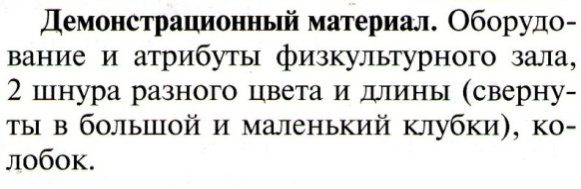 Демонстрационный материал. Оборудо-
вание и атрибуты физкультурного зала,
2 шнура разного цвета и длины (сверну-
ты в большой и маленький клубки), ко-
лобок.